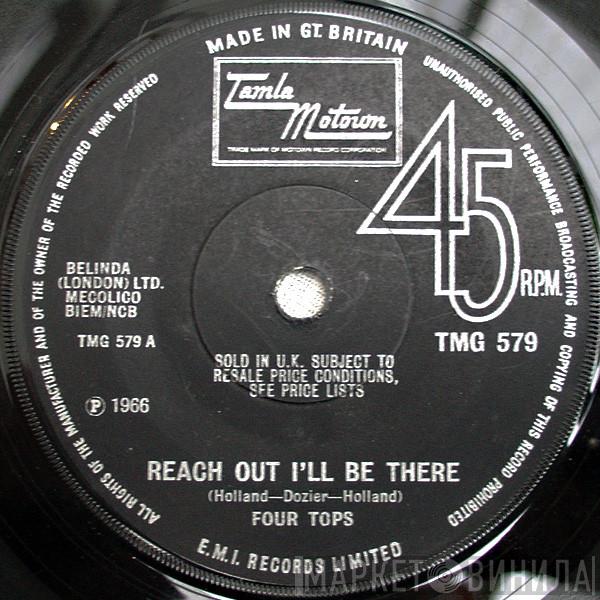 MADE IN GT. BRITAIN
Tamla Motown
TRADE MARK OF MOTOWN RECORD CORPORATION
45 R.P.M.
TMG 579
BELINDA
(LONDON) LTD.
MECOLICO
BIEM/NCB
TMG 579 A
SOLD IN U.K. SUBJECT TO
RESALE PRICE CONDITIONS,
SEE PRICE LISTS
Ⓟ 1966
REACH OUT I'LL BE THERE
(Holland—Dozier—Holland)
FOUR TOPS
E.M.I. RECORDS LIMITED
ALL RIGHTS OF THE MANUFACTURER AND OF THE OWNER OF THE RECORDED WORK RESERVED
UNAUTHORISED PUBLIC PERFORMANCE BROADCASTING AND COPYING OF THIS RECORD PROHIBITED
МАРКЕТ ВИНИЛА